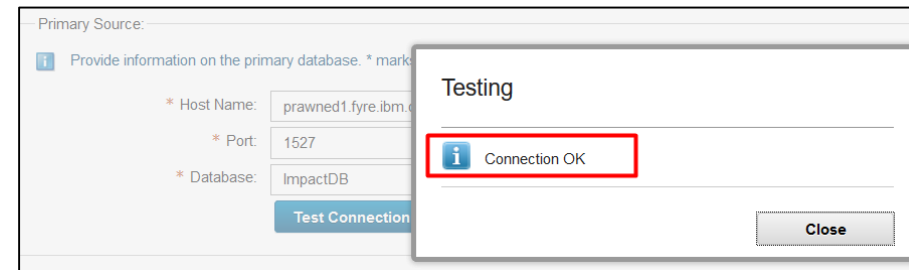 Primary Source:
Provide information on the primary database. * mark
* Host Name: prawned1.fyre.ibm.
* Port: 1527
* Database: ImpactDB
Test Connection
Testing
Connection OK
Close